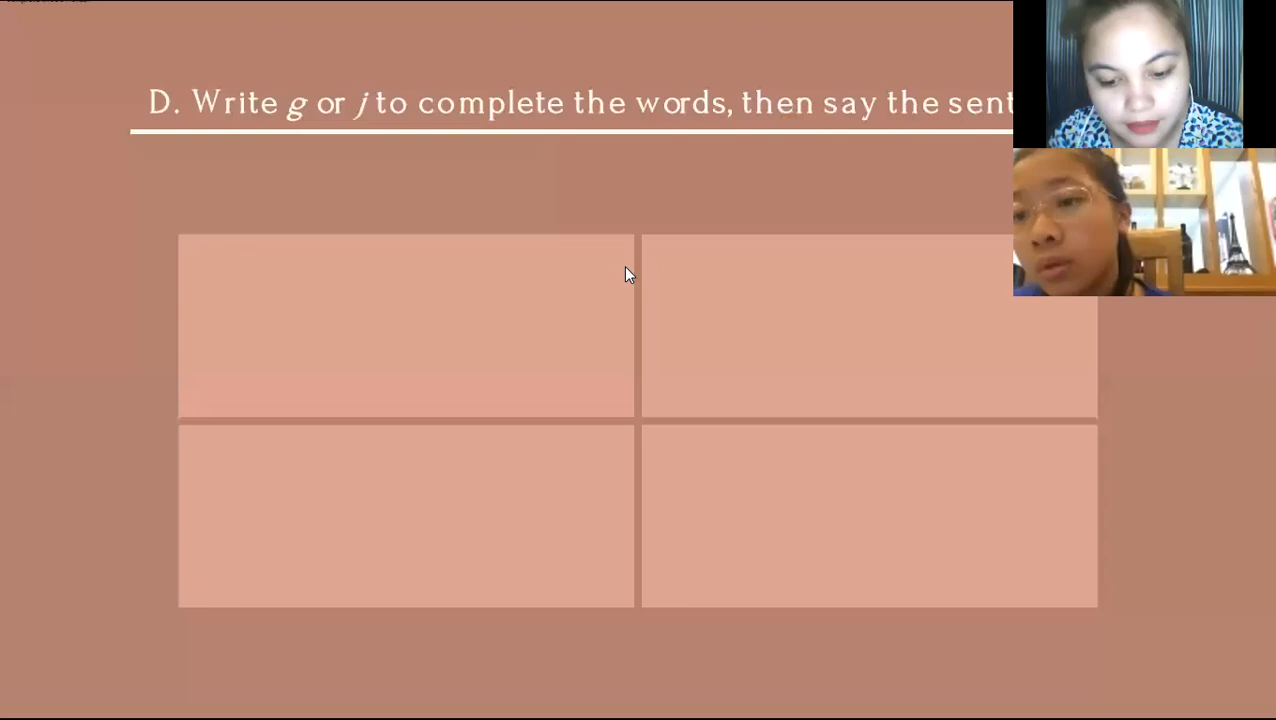 D. Write g or j to complete the words, then say the sent